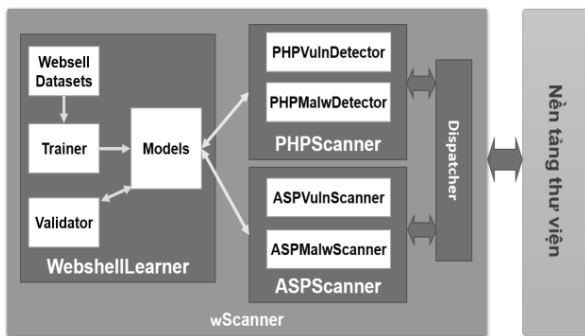 Websell
Datasets
Trainer
Validator
Models
WebshellLearner
PHPVulnDetector
PHPMalwDetector
PHPScanner
ASPVulnScanner
ASPMalwScanner
ASPScanner
Dispatcher
wScanner
Nền tảng thư viện